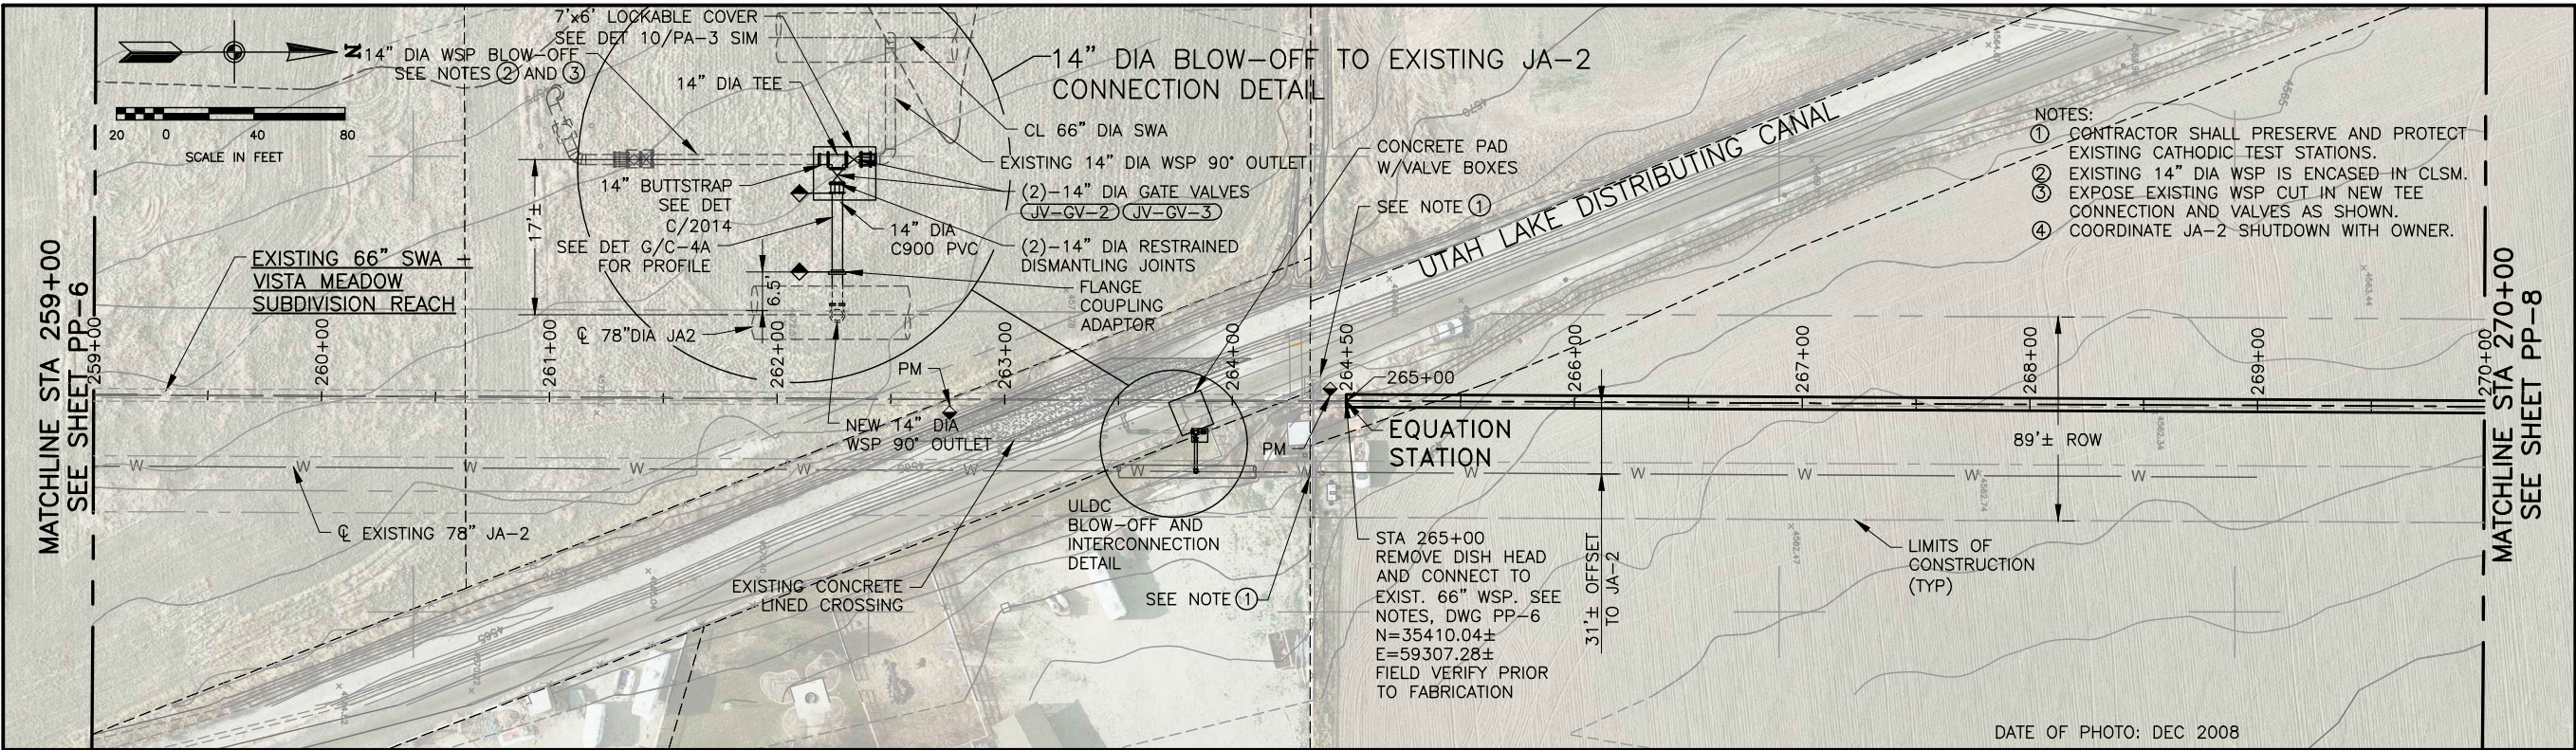 7'x6' LOCKABLE COVER
SEE DET 10/PA-3 SIM
N
14" DIA WSP BLOW-OFF
SEE NOTES 2 AND 3
20 0 40 80
SCALE IN FEET
14" DIA TEE
14" BUTTSTRAP
SEE DET
C/2014
SEE DET G/C-4A
FOR PROFILE
17'±
6.5'
℄ 78"DIA JA2
14" DIA BLOW-OFF TO EXISTING JA-2
CONNECTION DETAIL
CL 66" DIA SWA
EXISTING 14" DIA WSP 90° OUTLET
(2)-14" DIA GATE VALVES
JV-GV-2 JV-GV-3
14" DIA
C900 PVC
(2)-14" DIA RESTRAINED
DISMANTLING JOINTS
FLANGE
COUPLING
ADAPTOR
NEW 14" DIA
WSP 90° OUTLET
CONCRETE PAD
W/VALVE BOXES
SEE NOTE 1
UTAH LAKE DISTRIBUTING CANAL
NOTES:
1 CONTRACTOR SHALL PRESERVE AND PROTECT
EXISTING CATHODIC TEST STATIONS.
2 EXISTING 14" DIA WSP IS ENCASED IN CLSM.
3 EXPOSE EXISTING WSP CUT IN NEW TEE
CONNECTION AND VALVES AS SHOWN.
4 COORDINATE JA-2 SHUTDOWN WITH OWNER.
MATCHLINE STA 259+00
SEE SHEET PP-6
EXISTING 66" SWA -
VISTA MEADOW
SUBDIVISION REACH
259+00
260+00
261+00
262+00
263+00
264+00
264+50
265+00
266+00
267+00
268+00
269+00
270+00
MATCHLINE STA 270+00
SEE SHEET PP-8
PM
PM
EQUATION
STATION
89'± ROW
W W W W W W W W W W W W W
℄ EXISTING 78" JA-2
EXISTING CONCRETE
LINED CROSSING
ULDC
BLOW-OFF AND
INTERCONNECTION
DETAIL
SEE NOTE 1
STA 265+00
REMOVE DISH HEAD
AND CONNECT TO
EXIST. 66" WSP. SEE
NOTES, DWG PP-6
N=35410.04±
E=59307.28±
FIELD VERIFY PRIOR
TO FABRICATION
31'± OFFSET
TO JA-2
LIMITS OF
CONSTRUCTION
(TYP)
4570
4565
4565
4563.44
4562.34
4562.74
4562.47
DATE OF PHOTO: DEC 2008